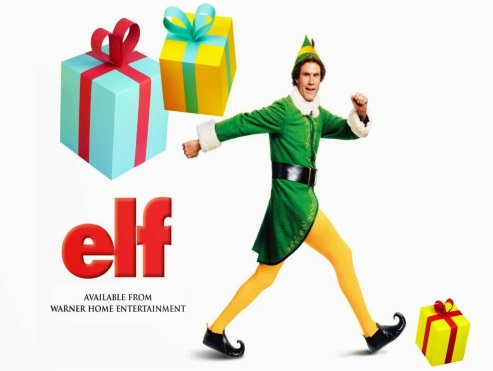 elf
AVAILABLE FROM
WARNER HOME ENTERTAINMENT